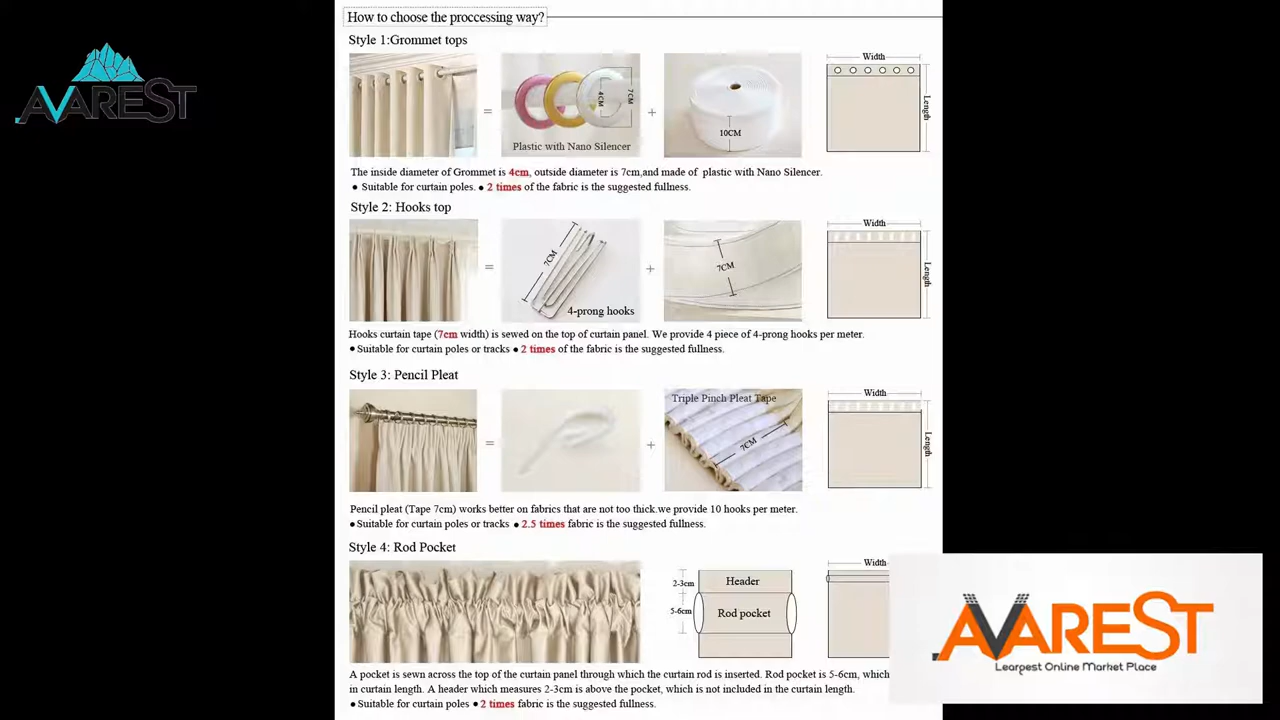 How to choose the proccessing way?
AVAREST
Style 1:Grommet tops
Width
Length
4CM
7CM
Plastic with Nano Silencer
10CM
The inside diameter of Grommet is 4cm, outside diameter is 7cm,and made of plastic with Nano Silencer.
● Suitable for curtain poles. ● 2 times of the fabric is the suggested fullness.
Style 2: Hooks top
Width
Length
7CM
4-prong hooks
7CM
Hooks curtain tape (7cm width) is sewed on the top of curtain panel. We provide 4 piece of 4-prong hooks per meter.
●Suitable for curtain poles or tracks ● 2 times of the fabric is the suggested fullness.
Style 3: Pencil Pleat
Width
Length
Triple Pinch Pleat Tape
7CM
Pencil pleat (Tape 7cm) works better on fabrics that are not too thick.we provide 10 hooks per meter.
●Suitable for curtain poles or tracks ● 2.5 times fabric is the suggested fullness.
Style 4: Rod Pocket
Width
2-3cm
Header
5-6cm
Rod pocket
AVAREST
Learpest Online Market Place
A pocket is sewn across the top of the curtain panel through which the curtain rod is inserted. Rod pocket is 5-6cm, which
in curtain length. A header which measures 2-3cm is above the pocket, which is not included in the curtain length.
● Suitable for curtain poles ● 2 times fabric is the suggested fullness.